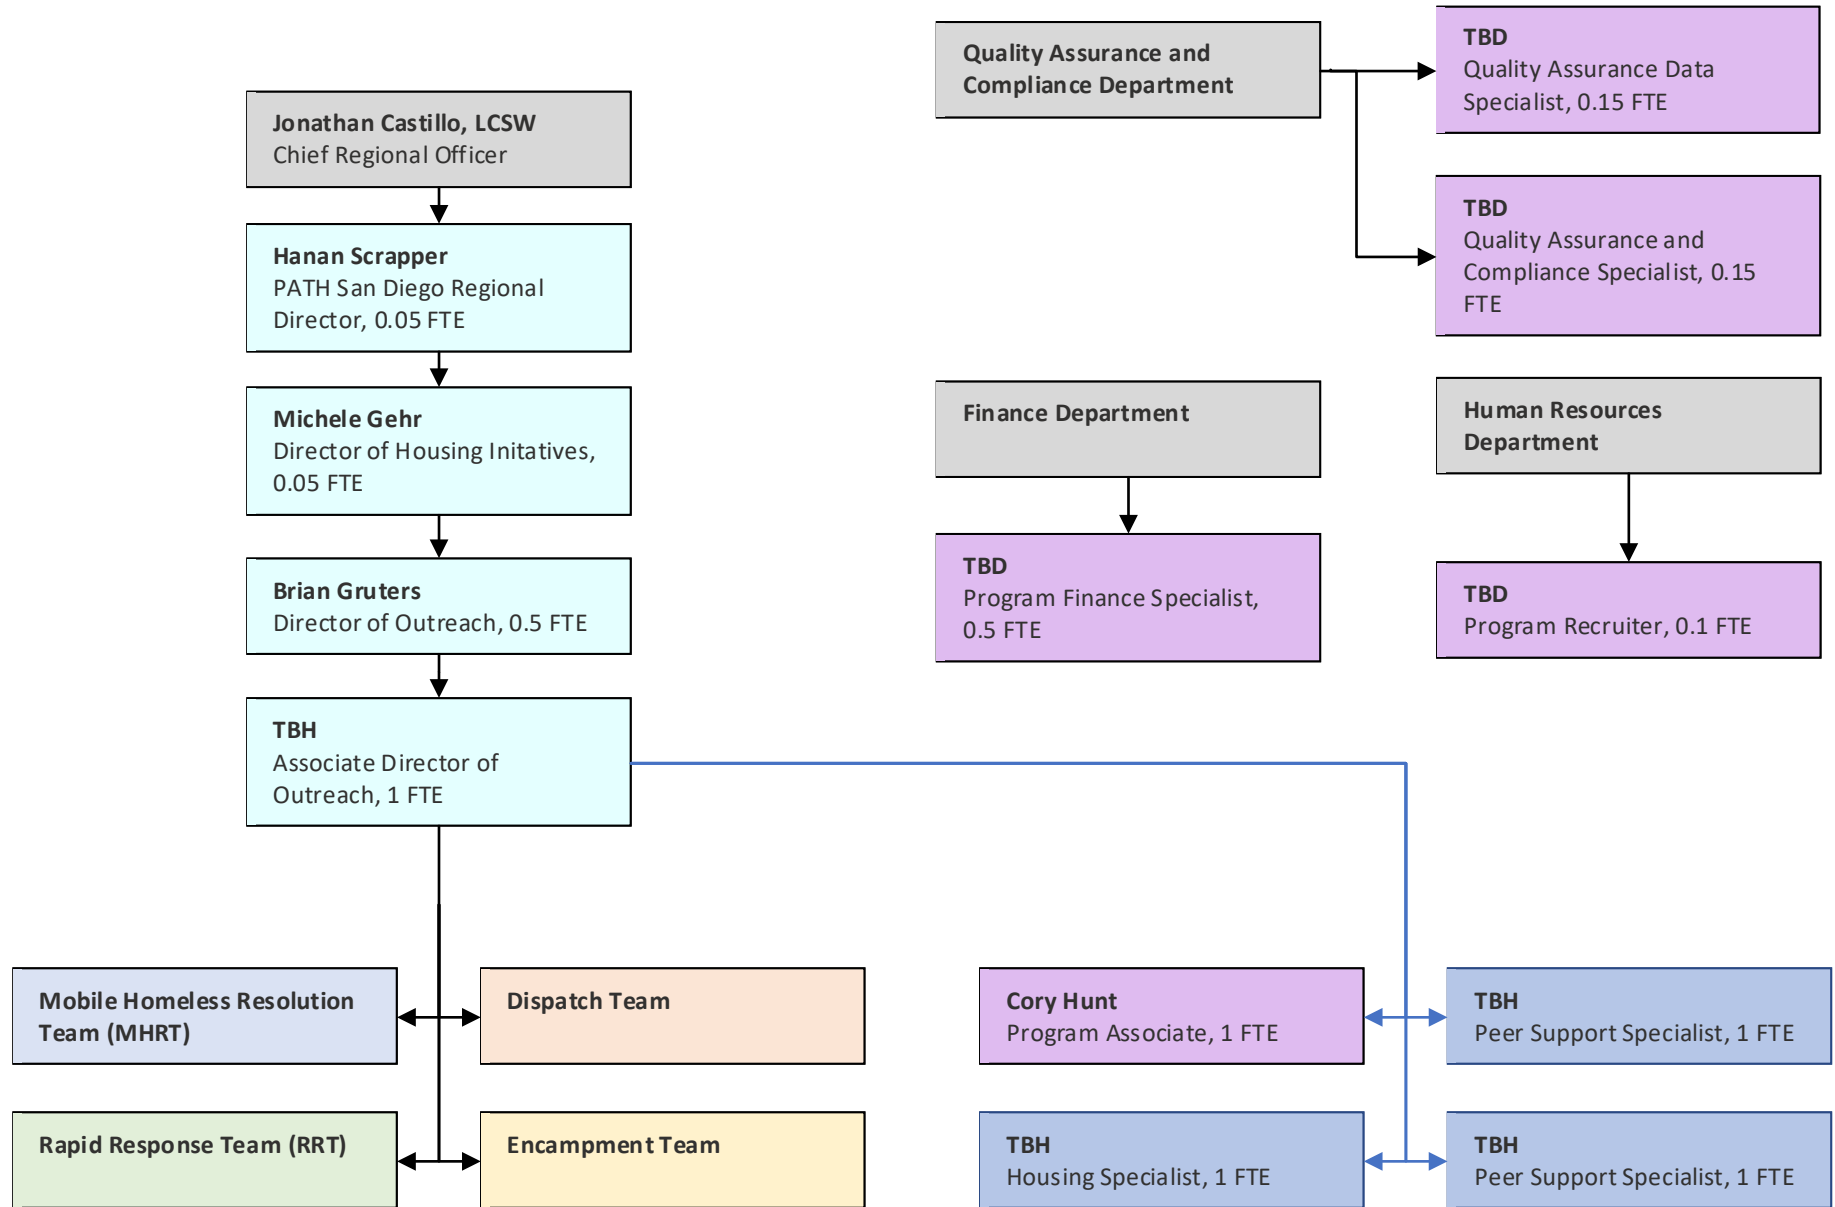 Jonathan Castillo, LCSW
Chief Regional Officer
Hanan Scrapper
PATH San Diego Regional
Director, 0.05 FTE
Michele Gehr
Director of Housing Initatives,
0.05 FTE
Brian Gruters
Director of Outreach, 0.5 FTE
TBH
Associate Director of
Outreach, 1 FTE
Quality Assurance and
Compliance Department
TBD
Quality Assurance Data
Specialist, 0.15 FTE
TBD
Quality Assurance and
Compliance Specialist, 0.15
FTE
Finance Department
TBD
Program Finance Specialist,
0.5 FTE
Human Resources
Department
TBD
Program Recruiter, 0.1 FTE
Mobile Homeless Resolution
Team (MHRT)
Dispatch Team
Rapid Response Team (RRT)
Encampment Team
Cory Hunt
Program Associate, 1 FTE
TBH
Peer Support Specialist, 1 FTE
TBH
Housing Specialist, 1 FTE
TBH
Peer Support Specialist, 1 FTE